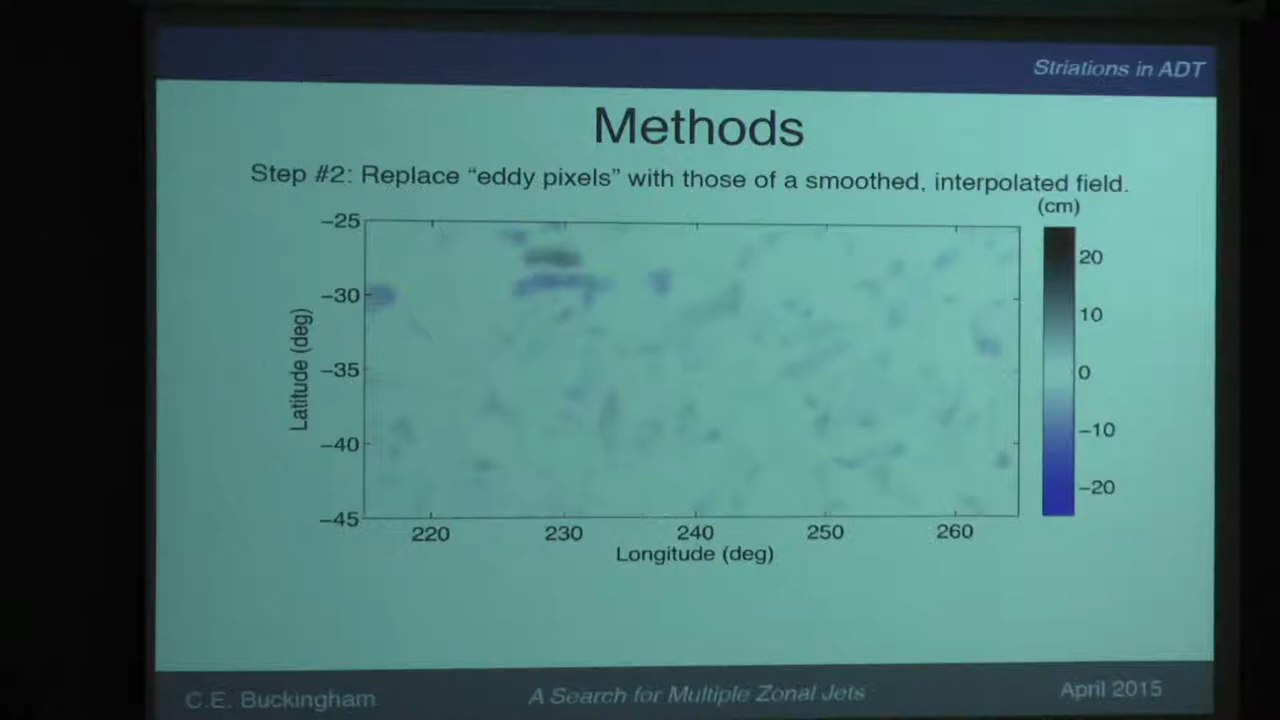 Striations in ADT
Methods
Step #2: Replace “eddy pixels” with those of a smoothed, interpolated field.
(cm)
−25
−30
−35
−40
−45
Latitude (deg)
220
230
240
250
260
Longitude (deg)
20
10
0
−10
−20
C.E. Buckingham
A Search for Multiple Zonal Jets
April 2015